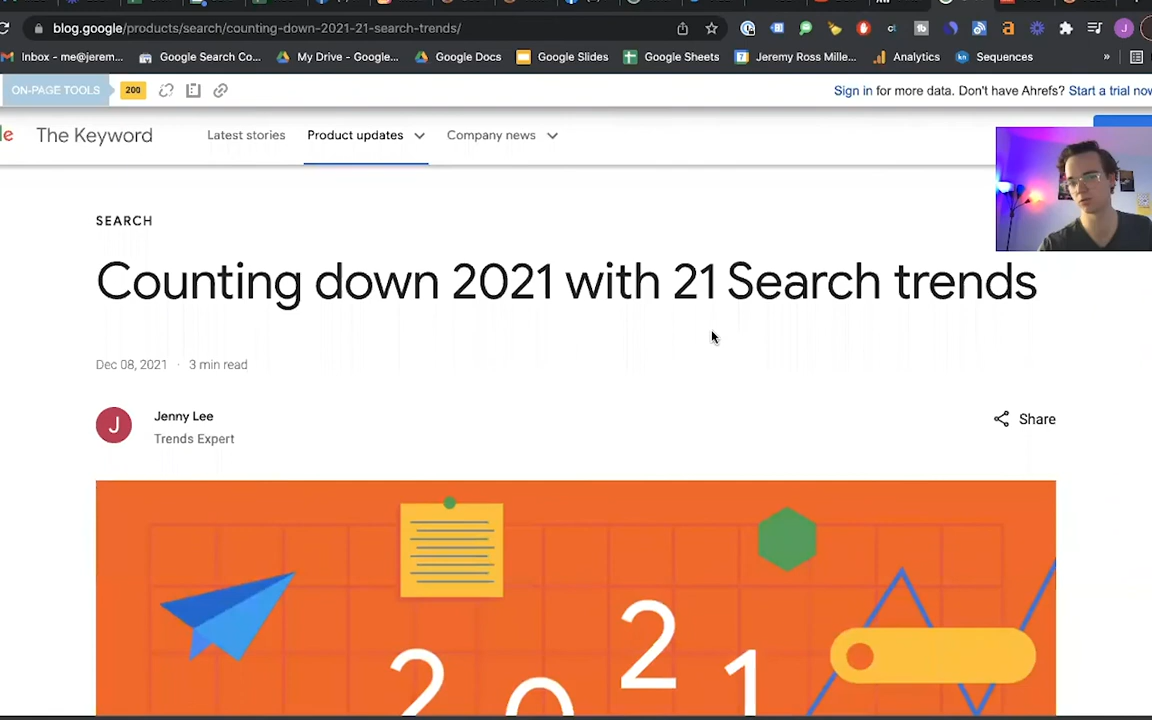 blog.google/products/search/counting-down-2021-21-search-trends/
Inbox - me@jerem... Google Search Co... My Drive - Google... Google Docs Google Slides Google Sheets Jeremy Ross Mille... Analytics Sequences »
ON-PAGE TOOLS 200 Sign in for more data. Don't have Ahrefs? Start a trial now
The Keyword Latest stories Product updates Company news
SEARCH
Counting down 2021 with 21 Search trends
Dec 08, 2021 · 3 min read
J Jenny Lee
Trends Expert
Share
2021